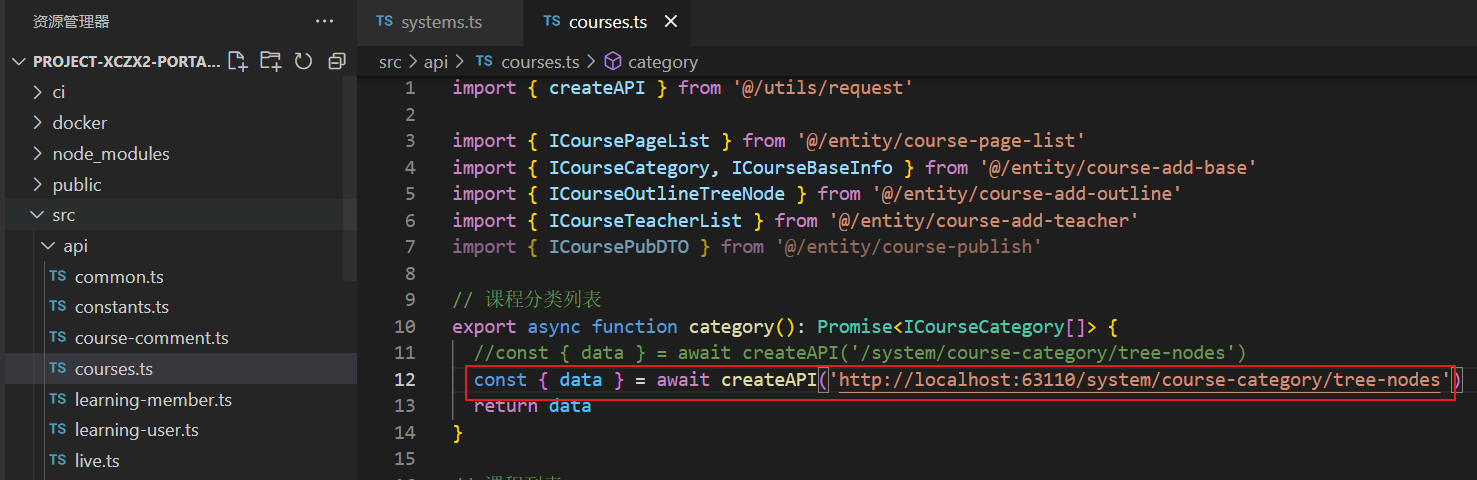 资源管理器
PROJECT-XCZX2-PORTA...
ci
docker
node_modules
public
src
api
TS common.ts
TS constants.ts
TS course-comment.ts
TS courses.ts
TS learning-member.ts
TS learning-user.ts
TS live.ts
TS systems.ts
TS courses.ts
src > api > TS courses.ts > category
1 import { createAPI } from '@/utils/request'
2
3 import { ICoursePageList } from '@/entity/course-page-list'
4 import { ICourseCategory, ICourseBaseInfo } from '@/entity/course-add-base'
5 import { ICourseOutlineTreeNode } from '@/entity/course-add-outline'
6 import { ICourseTeacherList } from '@/entity/course-add-teacher'
7 import { ICoursePubDTO } from '@/entity/course-publish'
8
9 // 课程分类列表
10 export async function category(): Promise<ICourseCategory[]> {
11 //const { data } = await createAPI('/system/course-category/tree-nodes')
12 const { data } = await createAPI('http://localhost:63110/system/course-category/tree-nodes')
13 return data
14 }
15